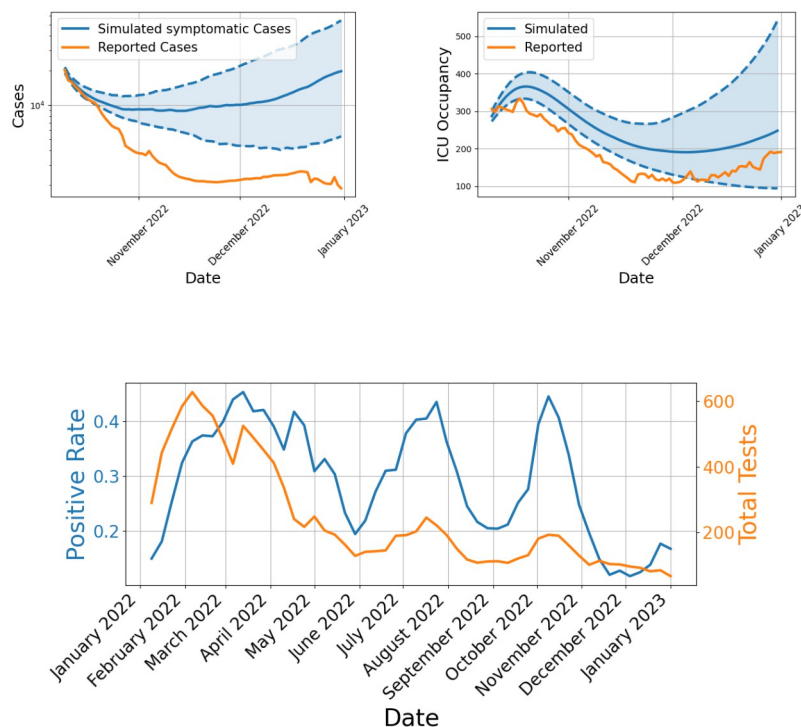 Simulated symptomatic Cases
Reported Cases
Cases
10⁴
November 2022
December 2022
January 2023
Date
Simulated
Reported
ICU Occupancy
500
400
300
200
100
November 2022
December 2022
January 2023
Date
Positive Rate
0.4
0.3
0.2
Total Tests
600
400
200
January 2022
February 2022
March 2022
April 2022
May 2022
June 2022
July 2022
August 2022
September 2022
October 2022
November 2022
December 2022
January 2023
Date